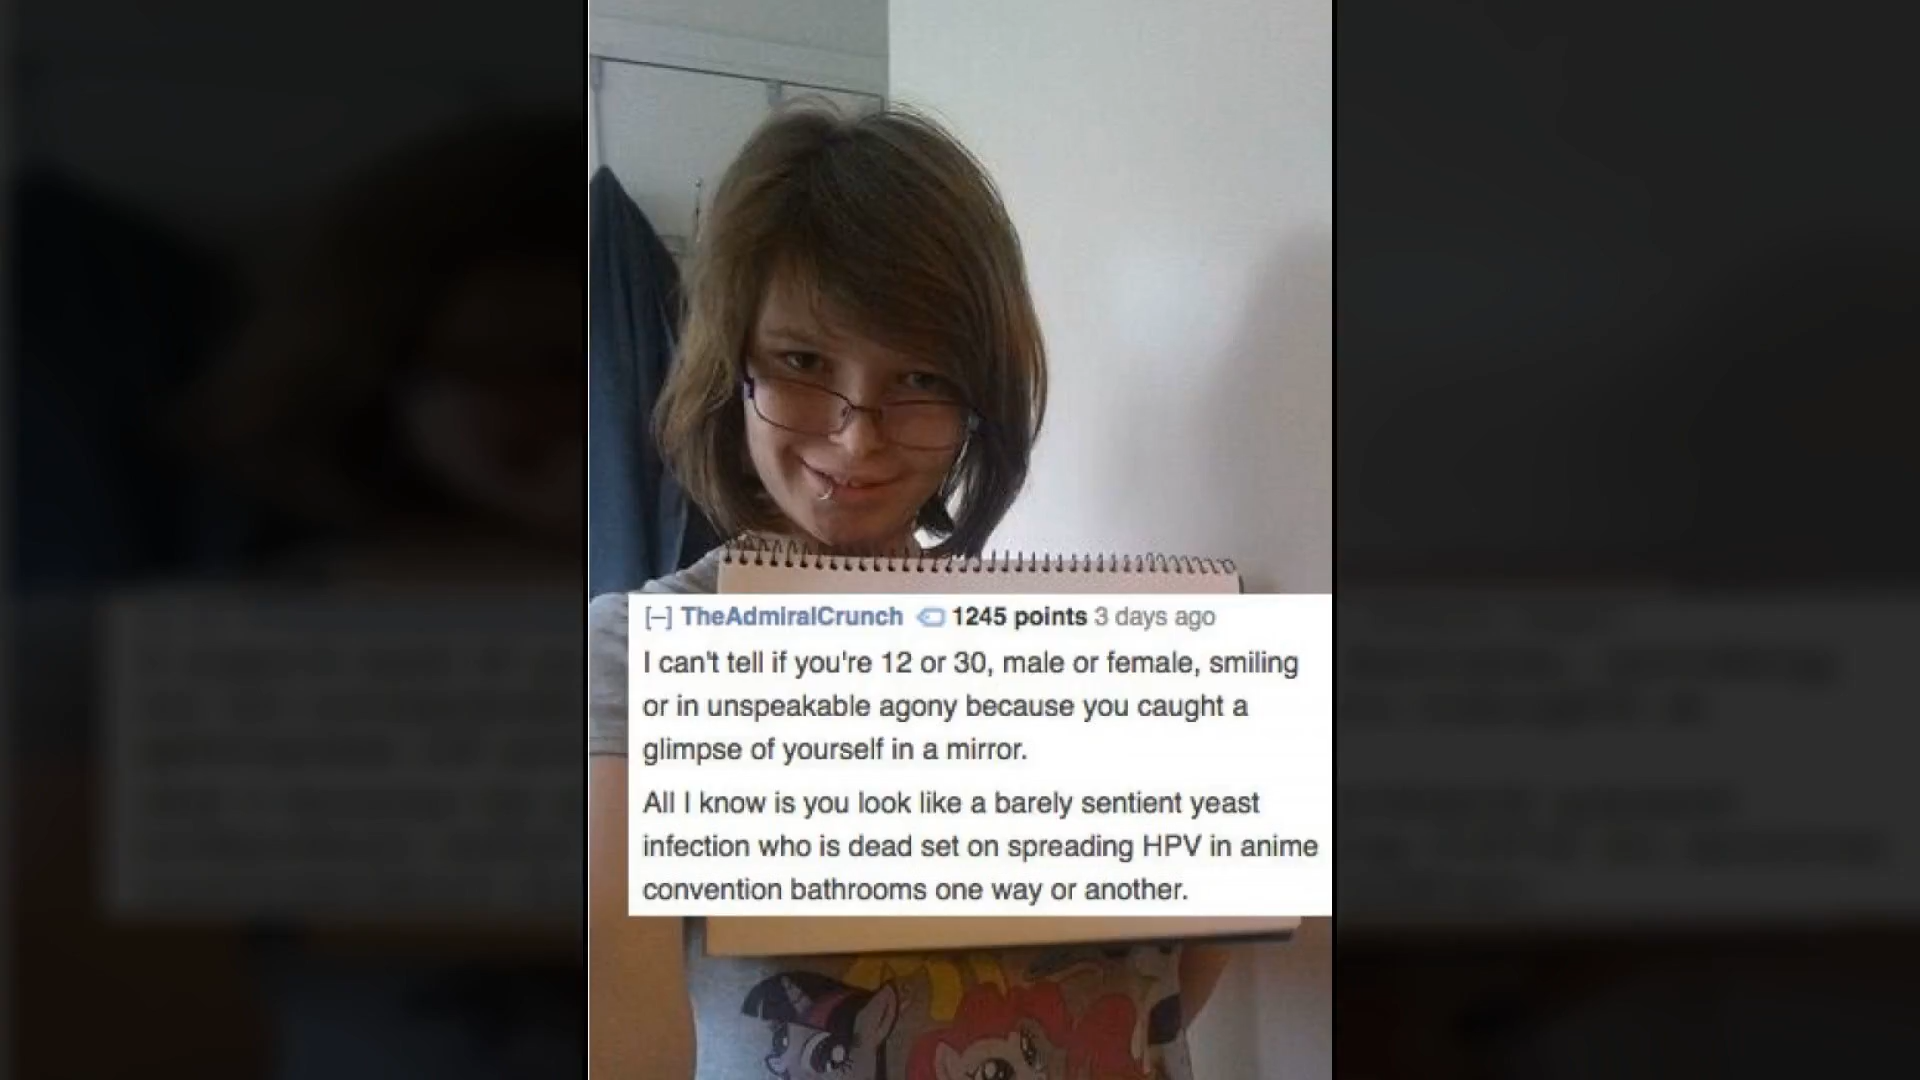 [–] TheAdmiralCrunch 1245 points 3 days ago
I can't tell if you're 12 or 30, male or female, smiling
or in unspeakable agony because you caught a
glimpse of yourself in a mirror.
All I know is you look like a barely sentient yeast
infection who is dead set on spreading HPV in anime
convention bathrooms one way or another.